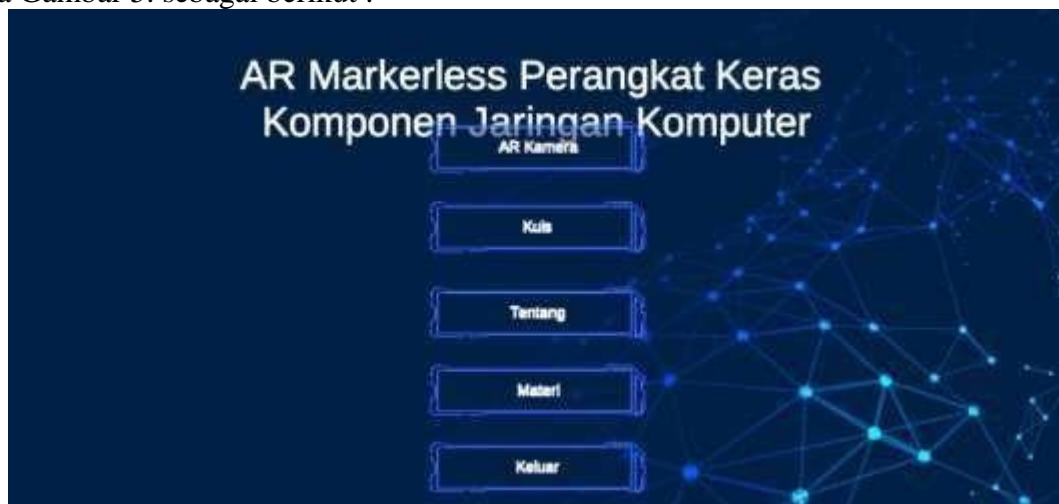 a Gambar 3. sebagai berikut :
AR Markerless Perangkat Keras
Komponen Jaringan Komputer
AR Kamera
Kuis
Tentang
Materi
Keluar